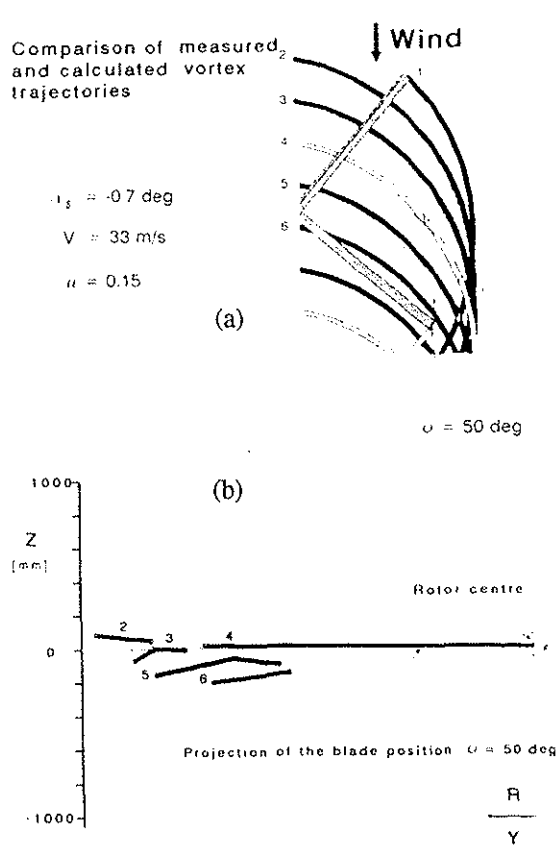 Comparison of measured
and calculated vortex
trajectories
Wind
1
2
3
4
5
6
= -0.7 deg
V = 33 m/s
= 0.15
(a)
= 50 deg
(b)
1000
Z
[mm]
Rotor centre
2
3
4
0
5
6
Projection of the blade position = 50 deg
-1000
R
Y